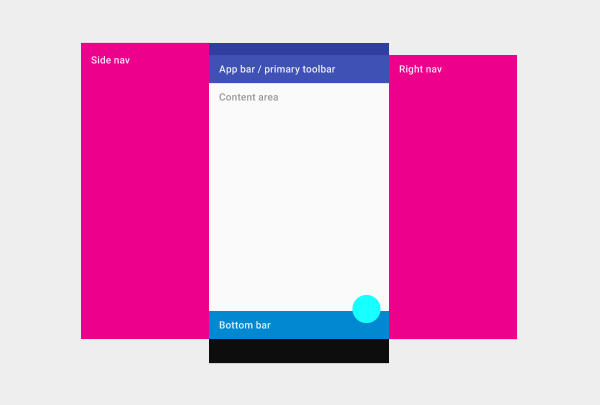 Side nav
App bar / primary toolbar
Right nav
Content area
Bottom bar